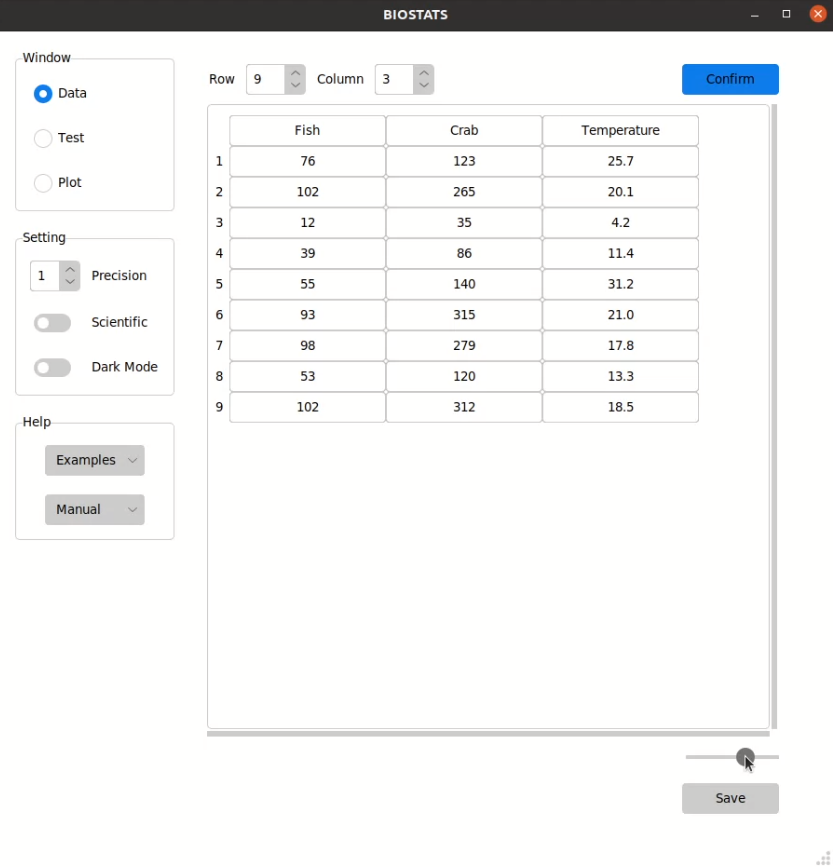 BIOSTATS
Window
Data
Test
Plot
Setting
1 Precision
Scientific
Dark Mode
Help
Examples
Manual
Row 9 Column 3 Confirm
Fish Crab Temperature
1 76 123 25.7
2 102 265 20.1
3 12 35 4.2
4 39 86 11.4
5 55 140 31.2
6 93 315 21.0
7 98 279 17.8
8 53 120 13.3
9 102 312 18.5
Save